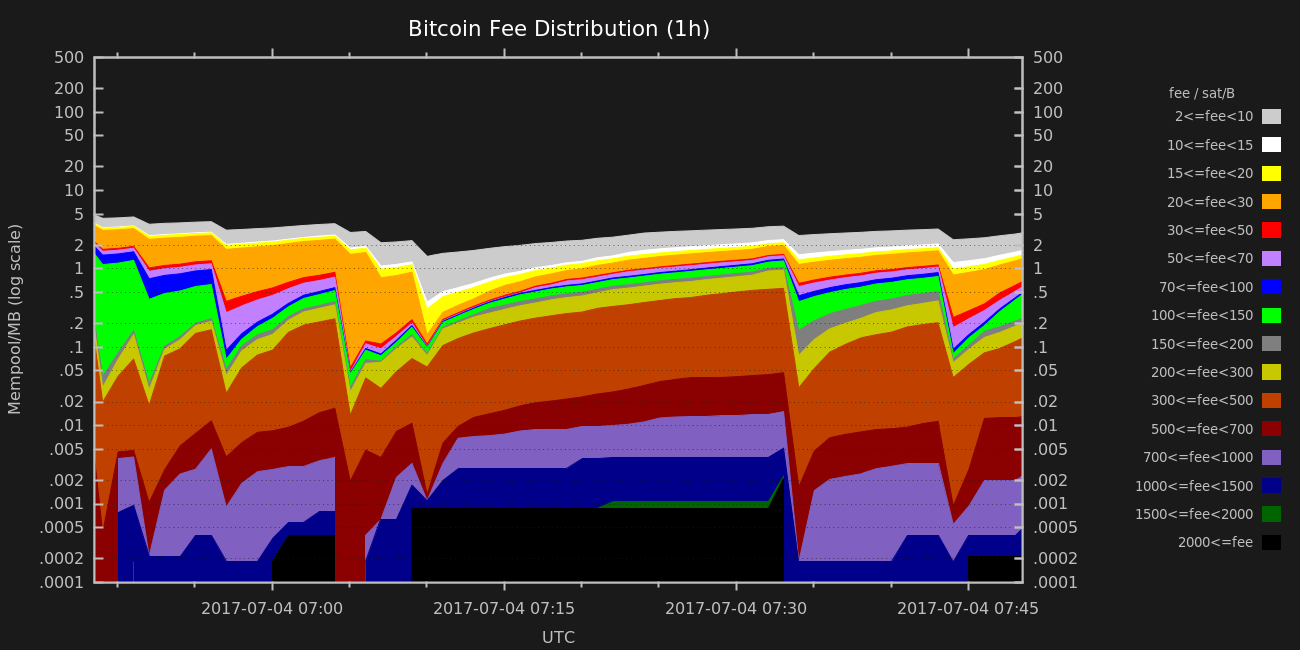 Bitcoin Fee Distribution (1h)
500
200
100
50
20
10
5
2
1
.5
.2
.1
.05
.02
.01
.005
.002
.001
.0005
.0002
.0001
Mempool/MB (log scale)
500
200
100
50
20
10
5
2
1
.5
.2
.1
.05
.02
.01
.005
.002
.001
.0005
.0002
.0001
2017-07-04 07:00
2017-07-04 07:15
2017-07-04 07:30
2017-07-04 07:45
UTC
fee / sat/B
2<=fee<10
10<=fee<15
15<=fee<20
20<=fee<30
30<=fee<50
50<=fee<70
70<=fee<100
100<=fee<150
150<=fee<200
200<=fee<300
300<=fee<500
500<=fee<700
700<=fee<1000
1000<=fee<1500
1500<=fee<2000
2000<=fee